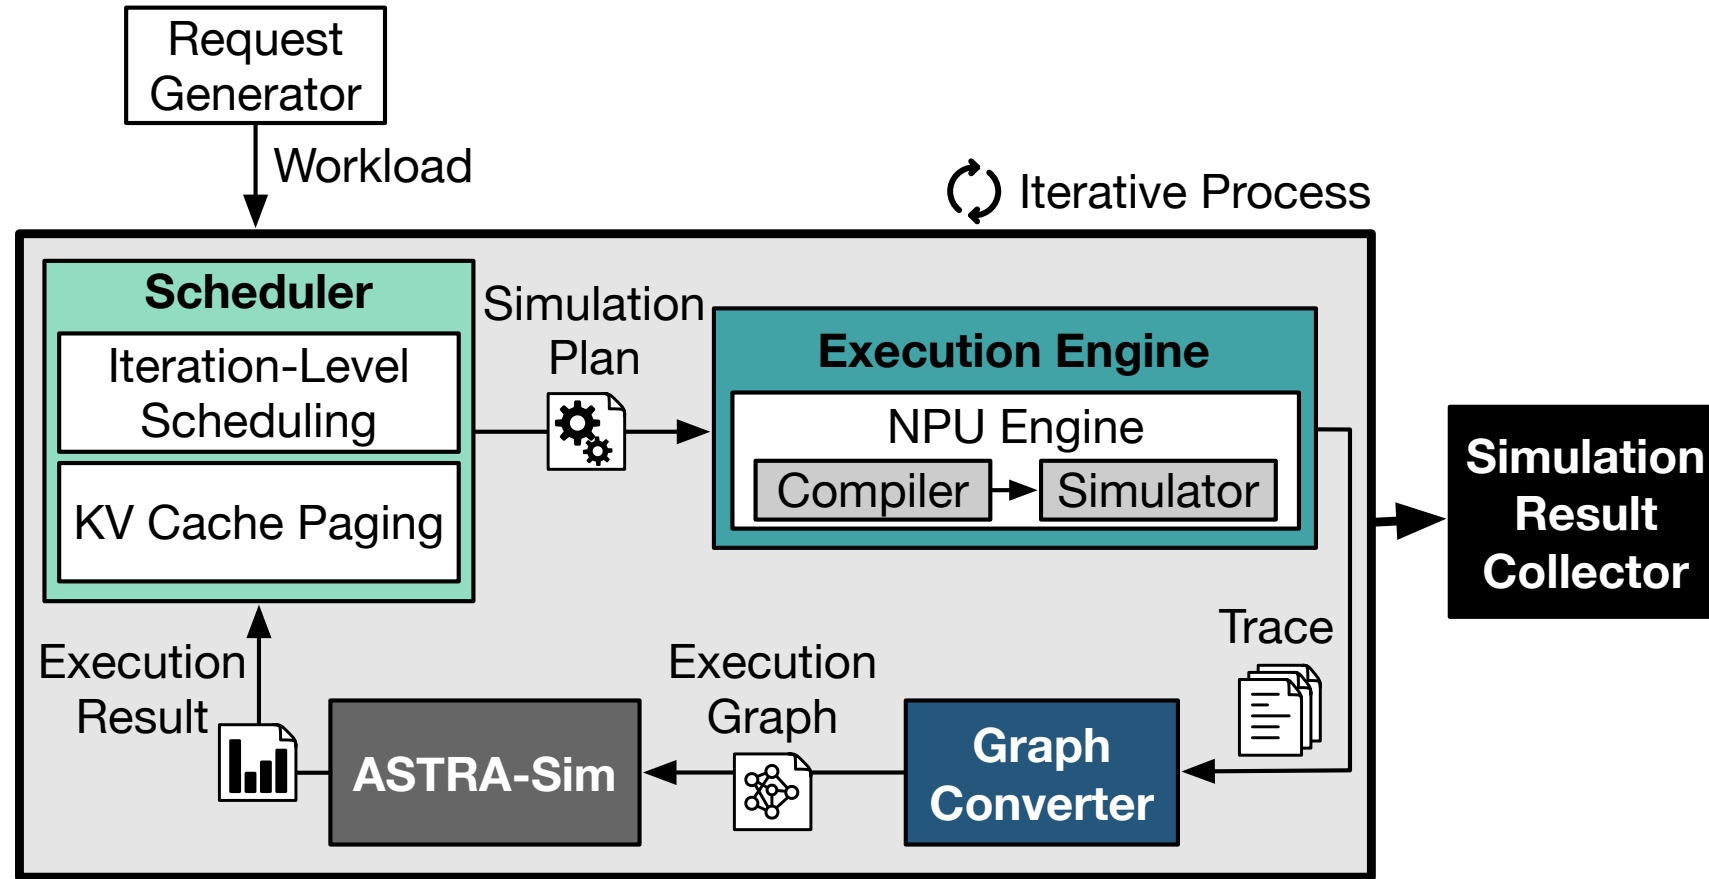 Request
Generator
Workload
Iterative Process
Scheduler
Iteration-Level
Scheduling
KV Cache Paging
Simulation
Plan
Execution Engine
NPU Engine
Compiler
Simulator
Simulation
Result
Collector
Trace
Graph
Converter
Execution
Graph
ASTRA-Sim
Execution
Result